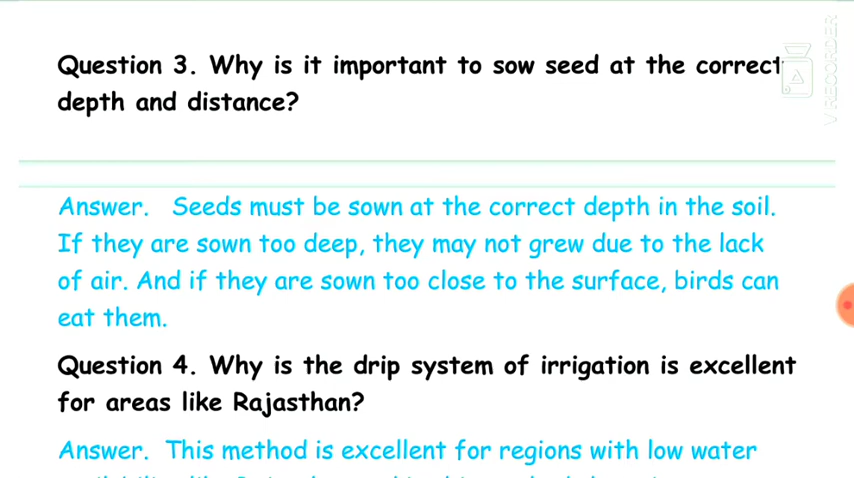 Question 3. Why is it important to sow seed at the correct
depth and distance?
V RECORDER
Answer. Seeds must be sown at the correct depth in the soil.
If they are sown too deep, they may not grew due to the lack
of air. And if they are sown too close to the surface, birds can
eat them.
Question 4. Why is the drip system of irrigation is excellent
for areas like Rajasthan?
Answer. This method is excellent for regions with low water